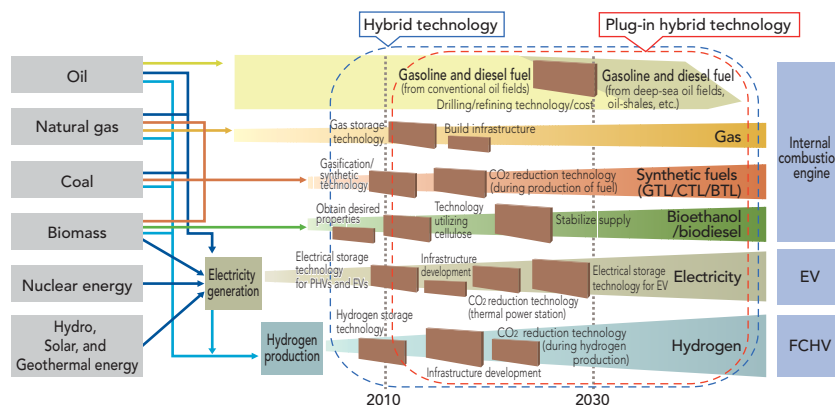 Hybrid technology
Plug-in hybrid technology
Oil
Natural gas
Coal
Biomass
Nuclear energy
Hydro,
Solar, and
Geothermal energy
Electricity
generation
Hydrogen
production
Gasoline and diesel fuel
(from conventional oil fields)
Drilling/refining technology/cost
Gasoline and diesel fuel
(from deep-sea oil fields,
oil-shales, etc.)
Gas storage
technology
Build infrastructure
Gas
Gasification/
synthetic
technology
CO2 reduction technology
(during production of fuel)
Synthetic fuels
(GTL/CTL/BTL)
Obtain desired
properties
Technology
utilizing
cellulose
Stabilize supply
Bioethanol
/biodiesel
Electrical storage
technology
for PHVs and EVs
Infrastructure
development
CO2 reduction technology
(thermal power station)
Electrical storage
technology for EV
Electricity
Hydrogen storage
technology
Infrastructure development
CO2 reduction technology
(during hydrogen
production)
Hydrogen
Internal
combustion
engine
EV
FCHV
2010
2030